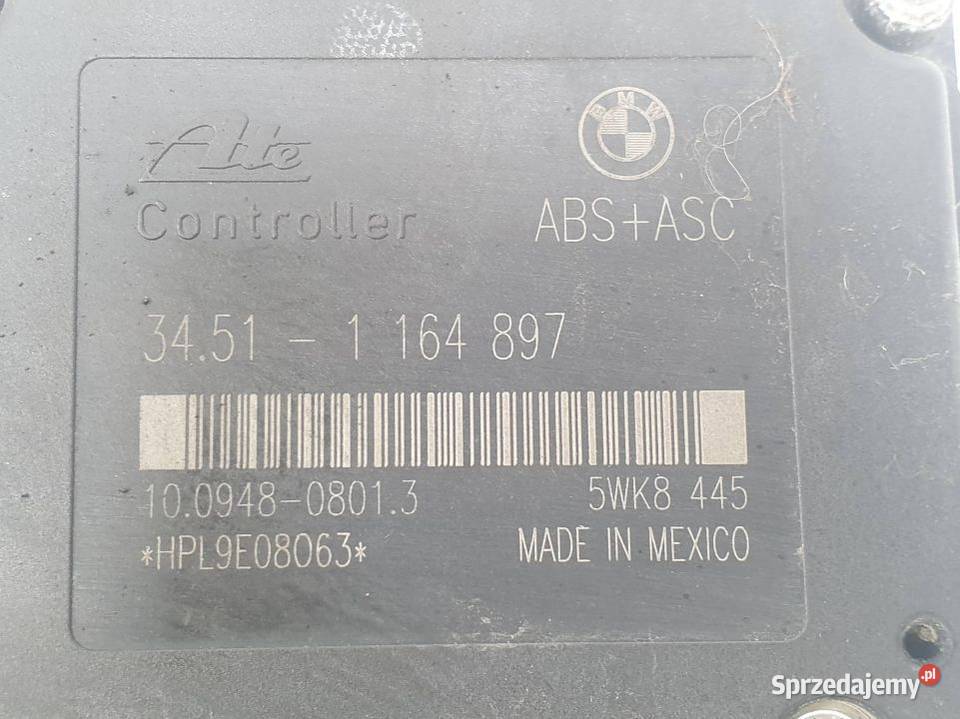 Ate
BMW
Controller
ABS+ASC
34.51 - 1 164 897
10.0948-0801.3
5WK8 445
*HPL9E08063*
MADE IN MEXICO
Sprzedajemy.pl